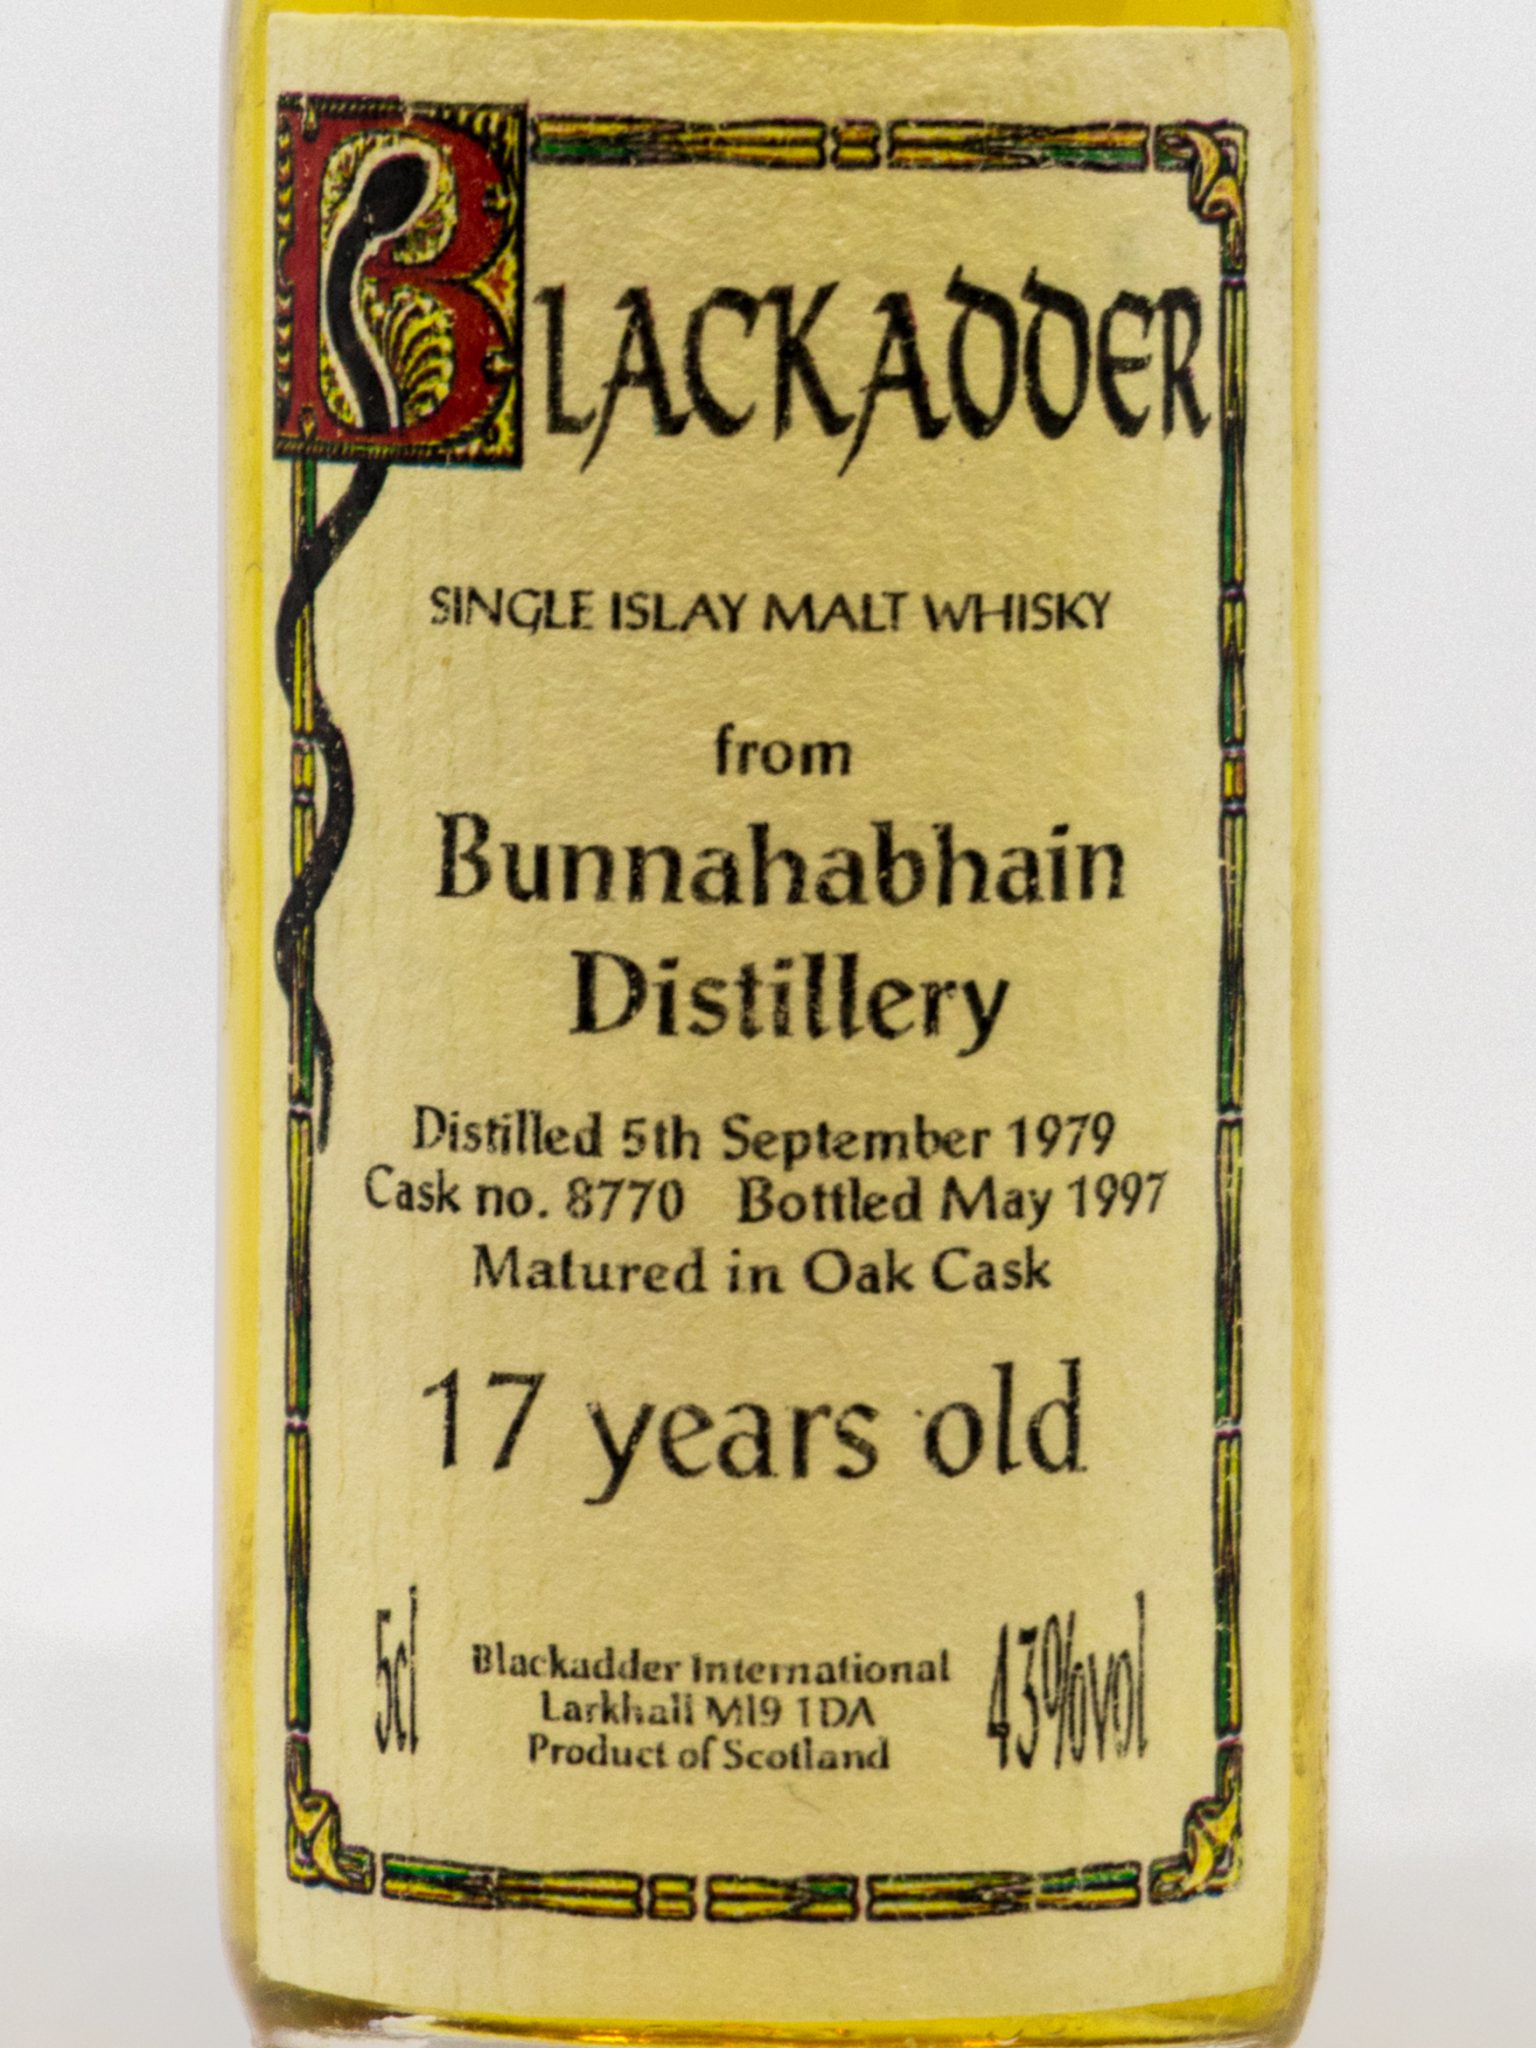 BLACKADDER
SINGLE ISLAY MALT WHISKY
from
Bunnahabhain
Distillery
Distilled 5th September 1979
Cask no. 8770 Bottled May 1997
Matured in Oak Cask
17 years old
5cl
Blackadder International
Larkhall Ml9 1DA
Product of Scotland
43%vol